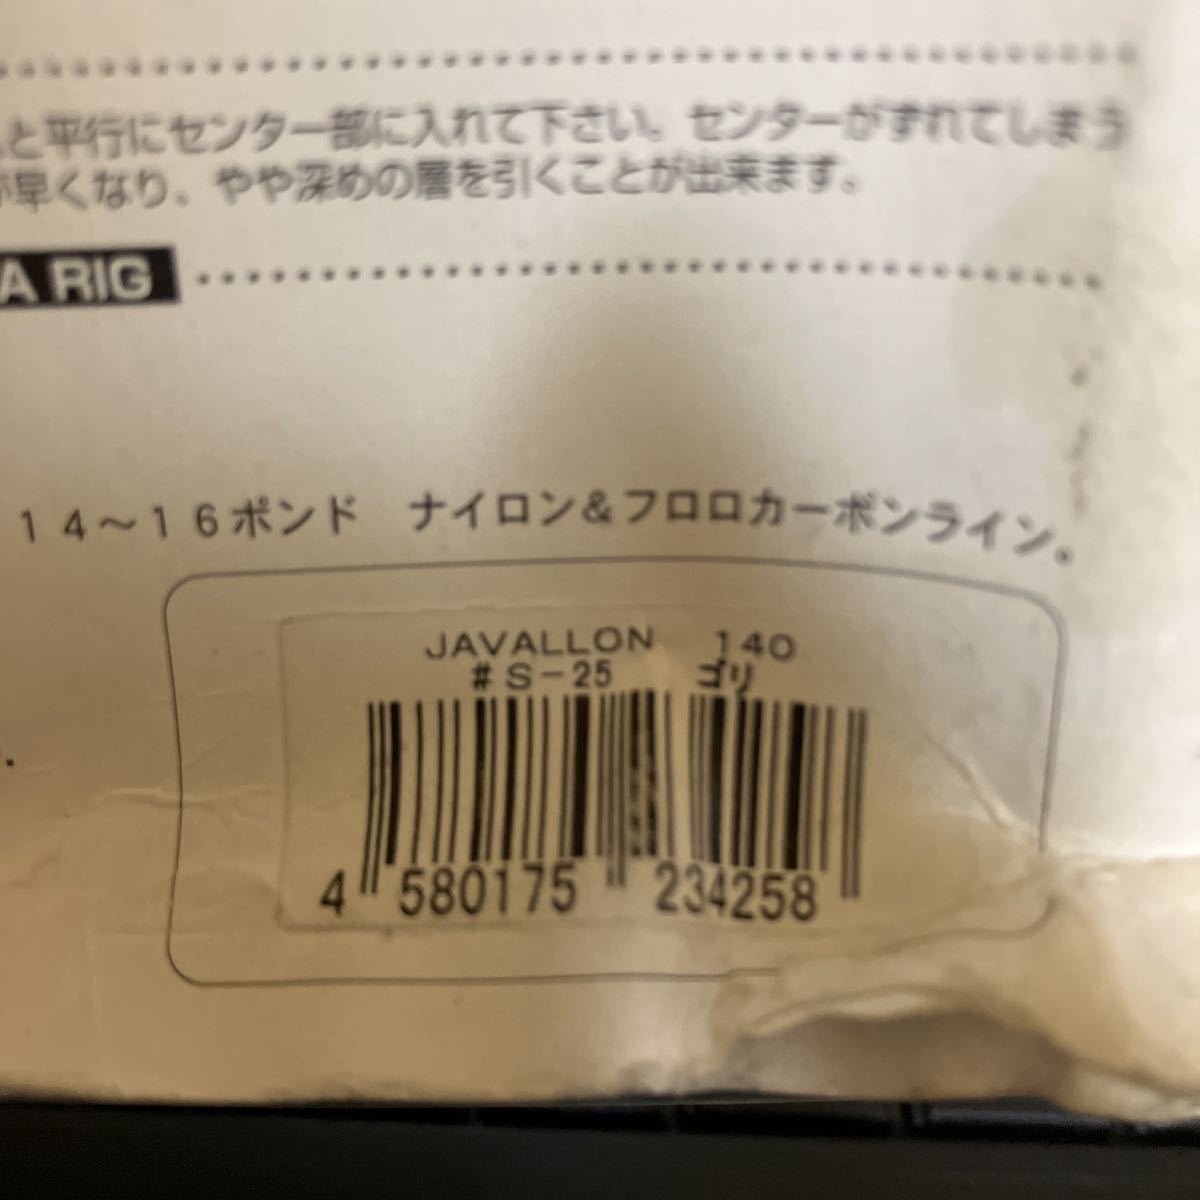 と平行にセンター部に入れて下さい。センターがずれてしまう
が早くなり、やや深めの層を引くことが出来ます。
A RIG
14〜16ポンド　ナイロン&フロロカーボンライン。
JAVALLON 140
#S-25 ゴリ
4 580175 234258